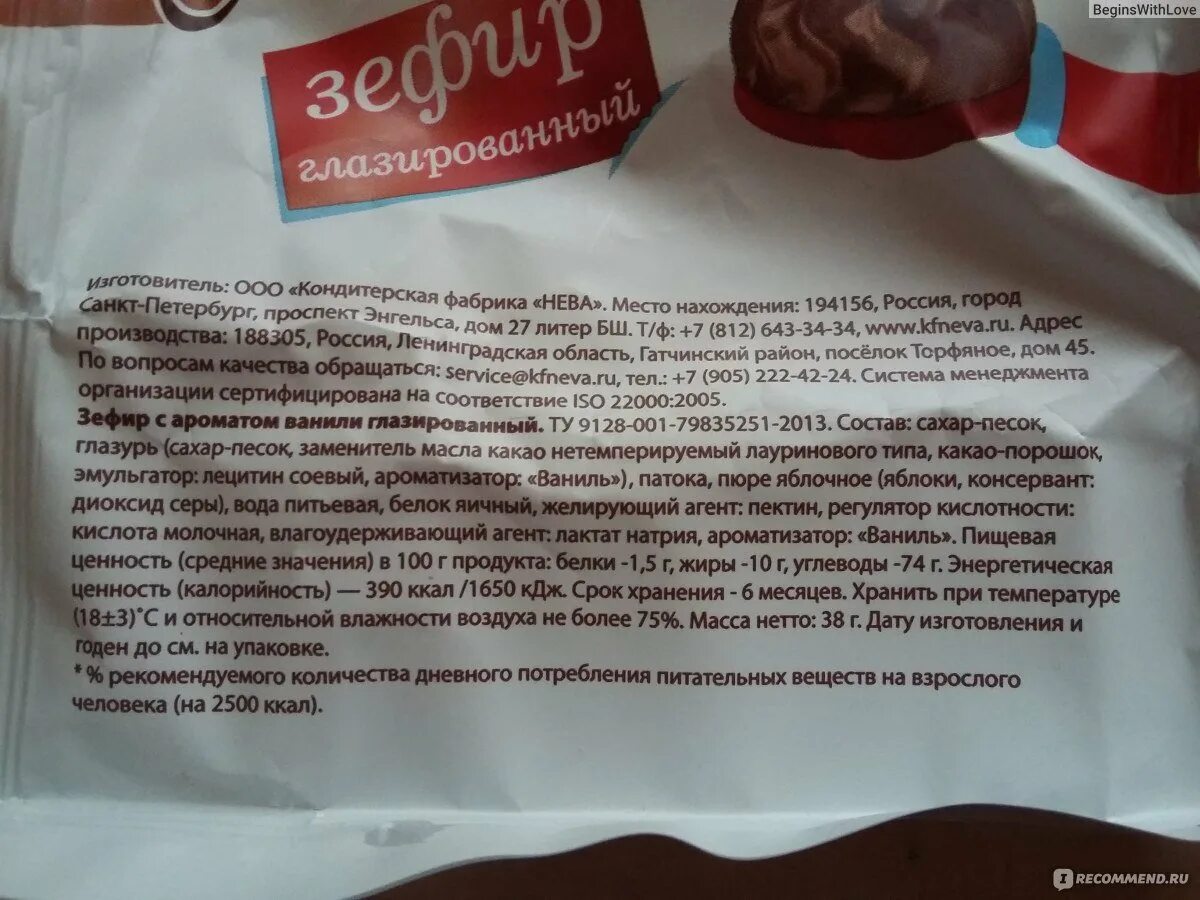 BeginsWithLove
зефир
глазированный
Изготовитель: ООО «Кондитерская фабрика «НЕВА». Место нахождения: 194156, Россия, город
Санкт-Петербург, проспект Энгельса, дом 27 литер БШ. Т/ф: +7 (812) 643-34-34, www.kfneva.ru. Адрес
производства: 188305, Россия, Ленинградская область, Гатчинский район, посёлок Торфяное, дом 45.
По вопросам качества обращаться: service@kfneva.ru, тел.: +7 (905) 222-42-24. Система менеджмента
организации сертифицирована на соответствие ISO 22000:2005.
Зефир с ароматом ванили глазированный. ТУ 9128-001-79835251-2013. Состав: сахар-песок,
глазурь (сахар-песок, заменитель масла какао нетемперируемый лауринового типа, какао-порошок,
эмульгатор: лецитин соевый, ароматизатор: «Ваниль»), патока, пюре яблочное (яблоки, консервант:
диоксид серы), вода питьевая, белок яичный, желирующий агент: пектин, регулятор кислотности:
кислота молочная, влагоудерживающий агент: лактат натрия, ароматизатор: «Ваниль». Пищевая
ценность (средние значения) в 100 г продукта: белки -1,5 г, жиры -10 г, углеводы -74 г. Энергетическая
ценность (калорийность) — 390 ккал /1650 кДж. Срок хранения - 6 месяцев. Хранить при температуре
(18±3)˚С и относительной влажности воздуха не более 75%. Масса нетто: 38 г. Дату изготовления и
годен до см. на упаковке.
* % рекомендуемого количества дневного потребления питательных веществ на взрослого
человека (на 2500 ккал).
IRECOMMEND.RU